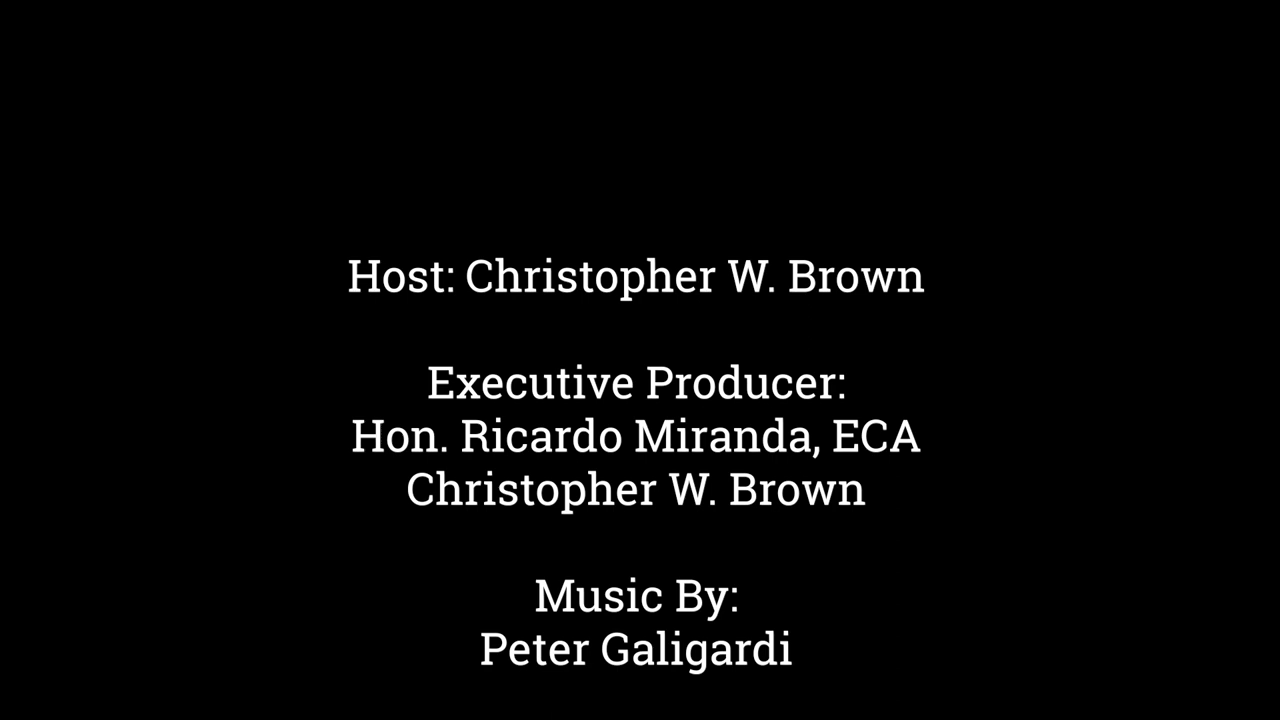 Host: Christopher W. Brown
Executive Producer:
Hon. Ricardo Miranda, ECA
Christopher W. Brown
Music By:
Peter Galigardi